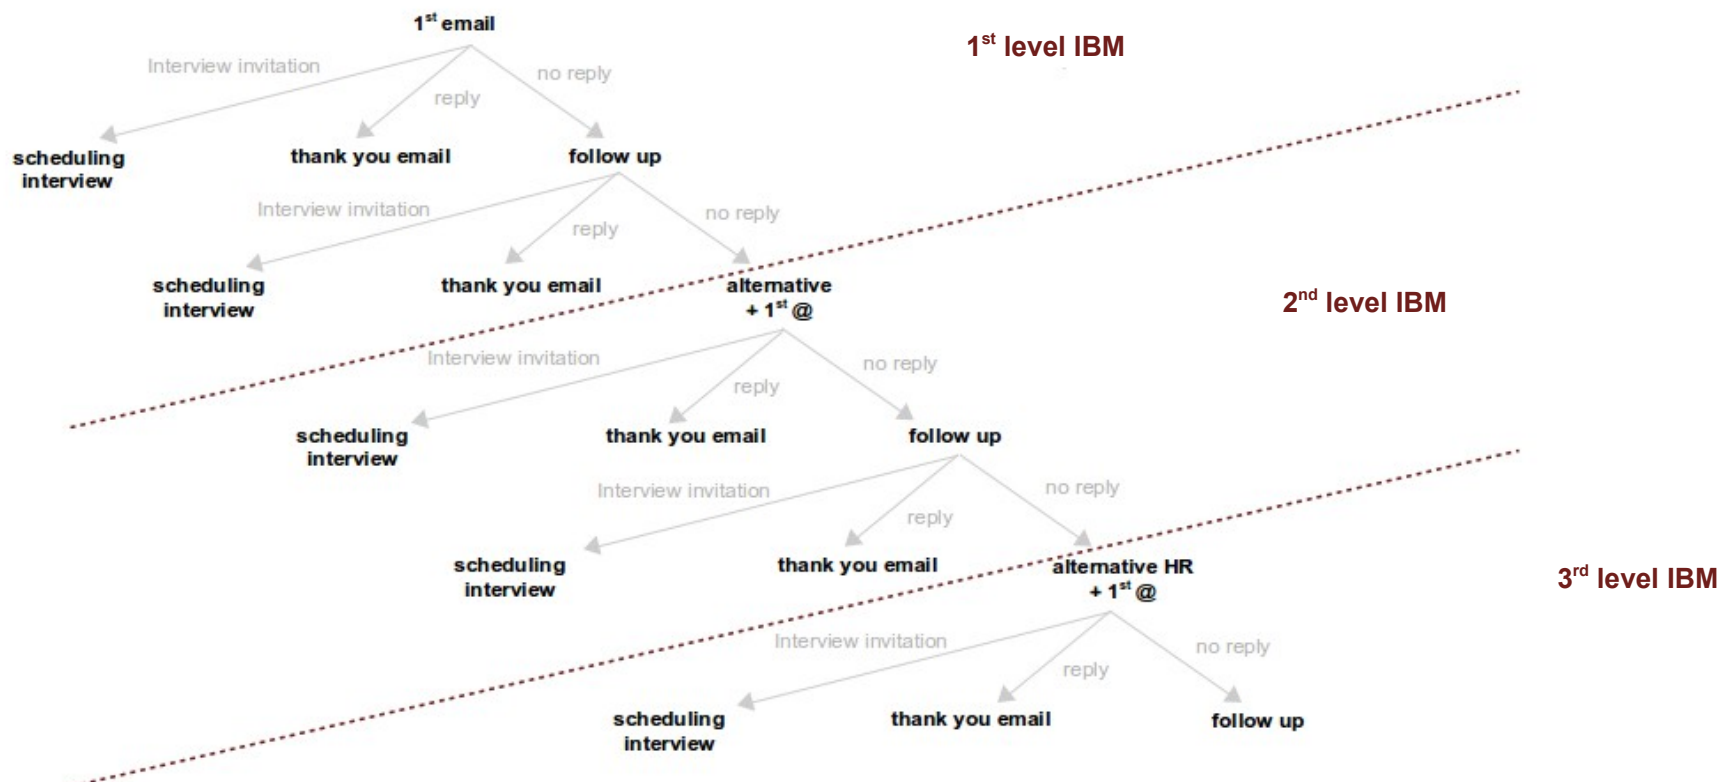 1st email
1st level IBM
Interview invitation
no reply
reply
scheduling
interview
thank you email
follow up
Interview invitation
no reply
reply
scheduling
interview
thank you email
alternative
+ 1st @
2nd level IBM
Interview invitation
no reply
reply
scheduling
interview
thank you email
follow up
Interview invitation
no reply
reply
scheduling
interview
thank you email
alternative HR
+ 1st @
3rd level IBM
Interview invitation
no reply
reply
scheduling
interview
thank you email
follow up